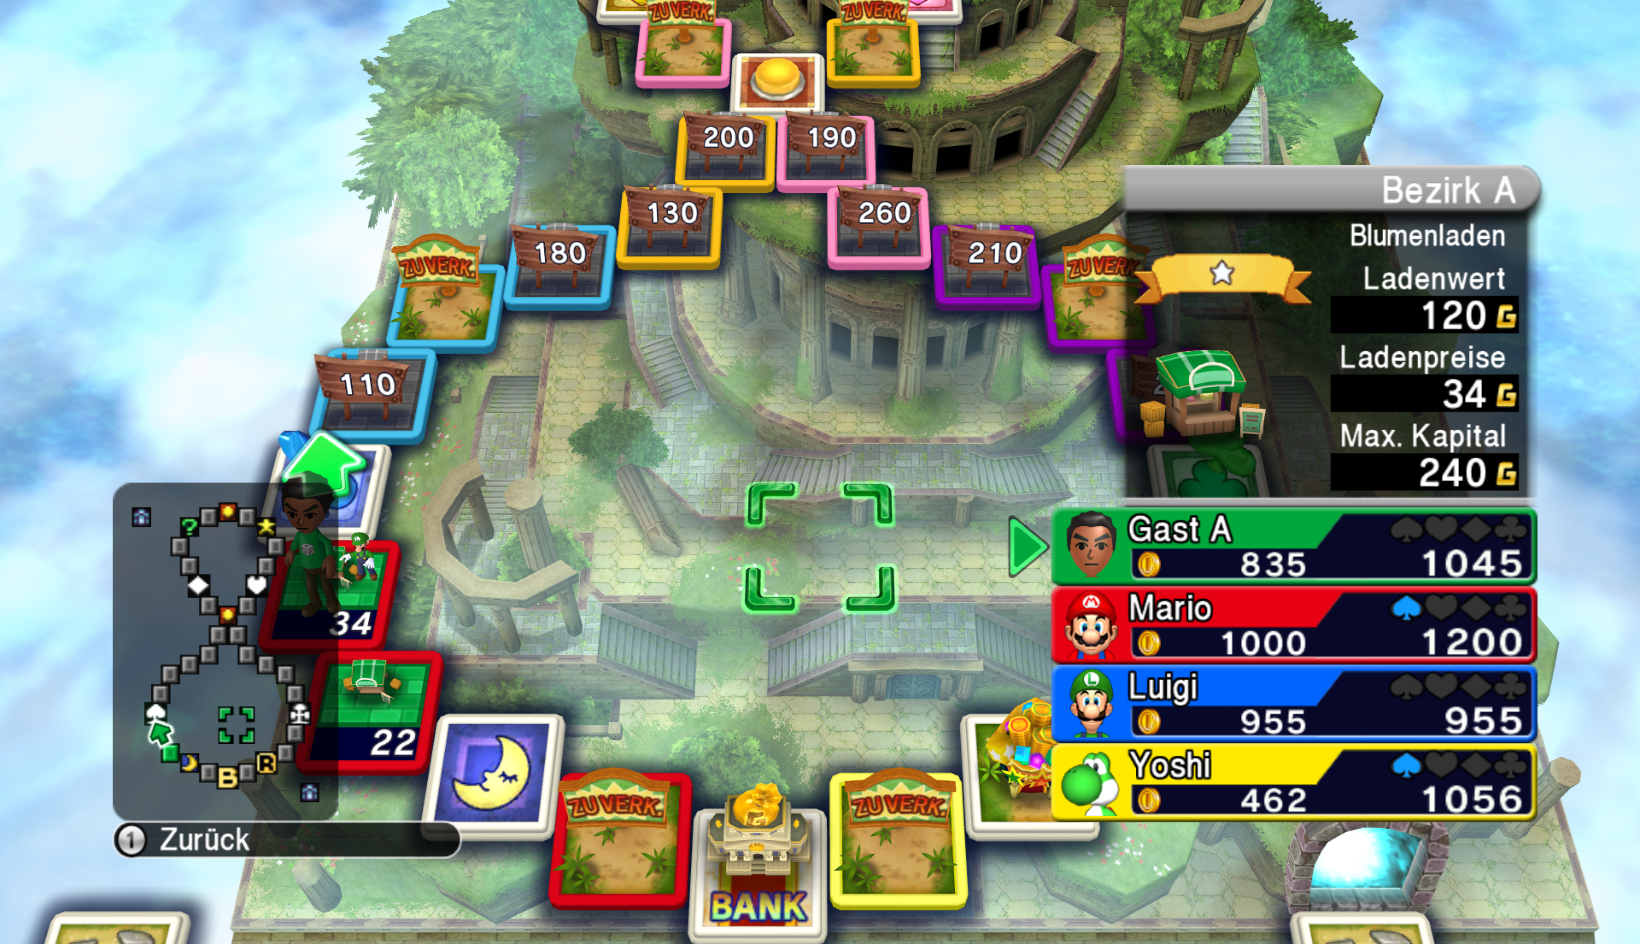 ZU VERK.
ZU VERK.
200
190
130
260
180
210
ZU VERK.
ZU VERK.
110
Bezirk A
Blumenladen
Ladenwert
120 G
Ladenpreise
34 G
Max. Kapital
240 G
34
22
?
B
R
1 Zurück
Gast A
835
1045
Mario
1000
1200
Luigi
955
955
Yoshi
462
1056
ZU VERK.
ZU VERK.
BANK